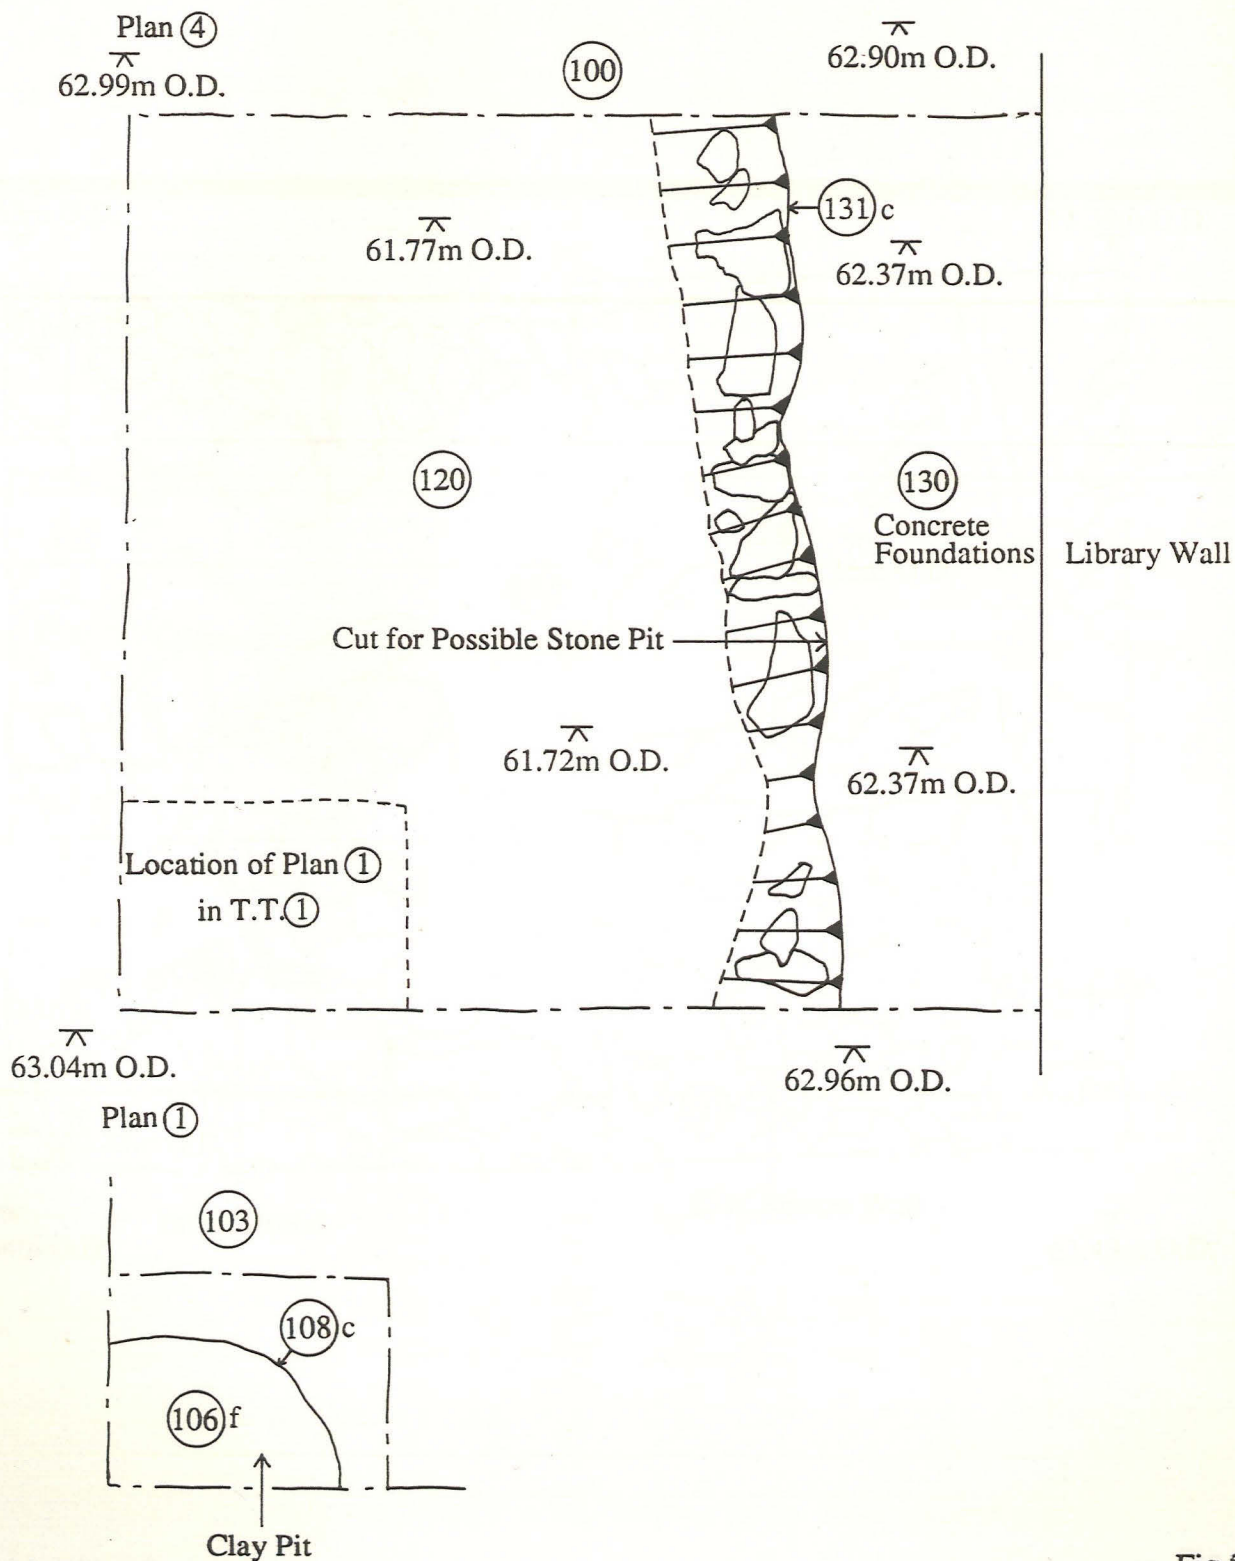 Plan 4
62.99m O.D.
100
62.90m O.D.
131 c
61.77m O.D.
62.37m O.D.
120
130
Concrete
Foundations
Library Wall
Cut for Possible Stone Pit
61.72m O.D.
62.37m O.D.
Location of Plan 1
in T.T. 1
63.04m O.D.
62.96m O.D.
Plan 1
103
108 c
106 f
Clay Pit